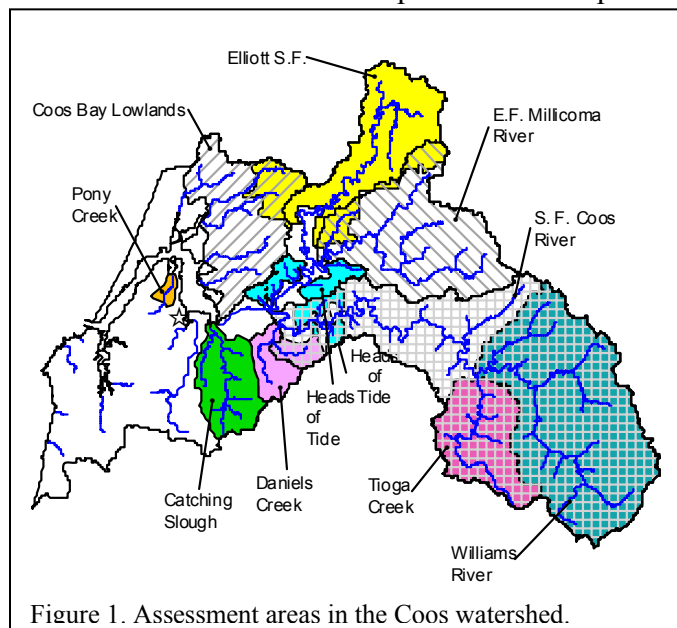 Elliott S.F.
Coos Bay Lowlands
E.F. Millicoma
River
Pony
Creek
S. F. Coos
River
Heads
of
Tide
Heads
of
Tide
Catching
Slough
Daniels
Creek
Tioga
Creek
Williams
River
Figure 1. Assessment areas in the Coos watershed.